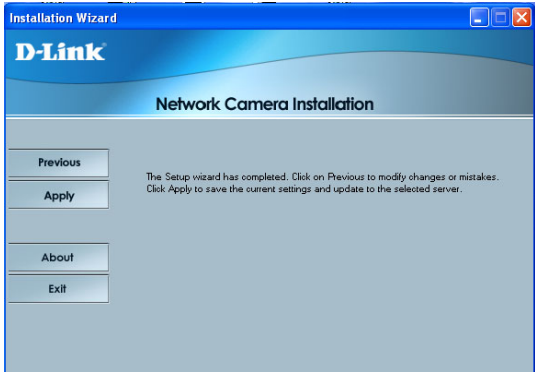 Installation Wizard
D-Link
Network Camera Installation
Previous
The Setup wizard has completed. Click on Previous to modify changes or mistakes.
Click Apply to save the current settings and update to the selected server.
Apply
About
Exit